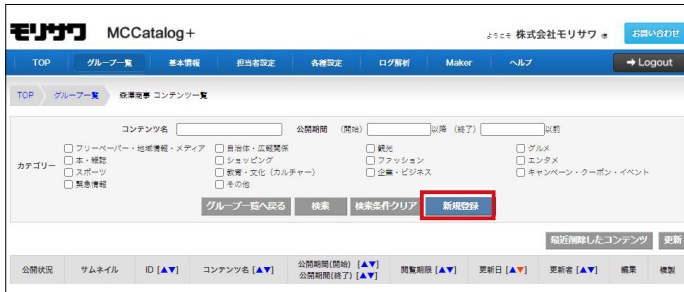 モリサワ MCCatalog+ ようこそ 株式会社モリサワ 様 お問い合わせ
TOP グループ一覧 基本情報 担当者設定 各種設定 ログ解析 Maker ヘルプ ➔ Logout
TOP グループ一覧 森澤商事 コンテンツ一覧
コンテンツ名 公開期間 (開始) 以降 (終了) 以前
カテゴリー
フリーペーパー・地域情報・メディア 自治体・広報関係 観光 グルメ
本・雑誌 ショッピング ファッション エンタメ
スポーツ 教育・文化（カルチャー） 企業・ビジネス キャンペーン・クーポン・イベント
緊急情報 その他
グループ一覧へ戻る 検索 検索条件クリア 新規登録
最近削除したコンテンツ 更新
公開状況 サムネイル ID [▲▼] コンテンツ名 [▲▼] 公開期間(開始) [▲▼] 閲覧期限 [▲▼] 更新日 [▲▼] 更新者 [▲▼] 編集 複製
公開期間(終了) [▲▼]